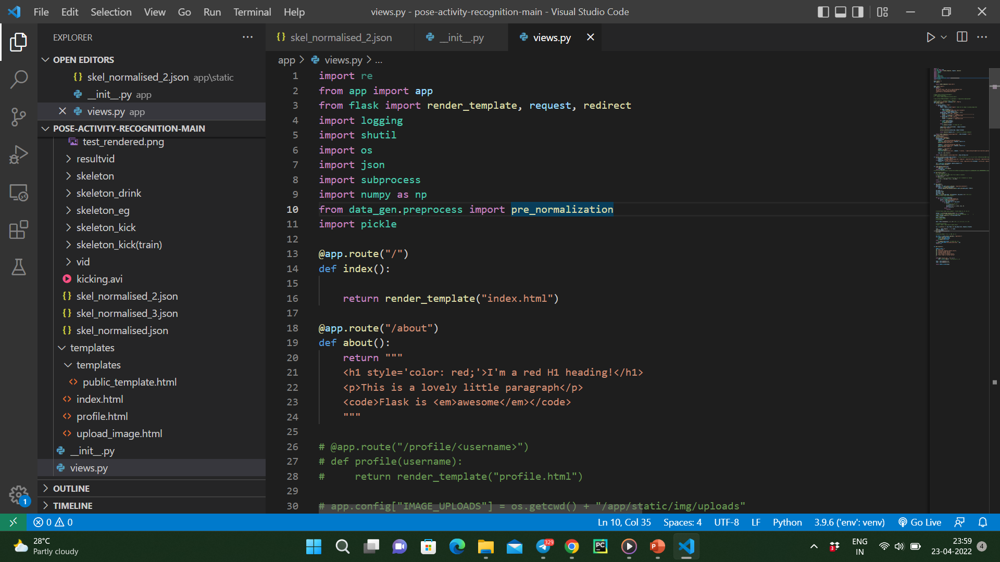 File Edit Selection View Go Run Terminal Help
views.py - pose-activity-recognition-main - Visual Studio Code
EXPLORER
OPEN EDITORS
skel_normalised_2.json app\static
__init__.py app
views.py app
POSE-ACTIVITY-RECOGNITION-MAIN
test_rendered.png
resultvid
skeleton
skeleton_drink
skeleton_eg
skeleton_kick
skeleton_kick(train)
vid
kicking.avi
skel_normalised_2.json
skel_normalised_3.json
skel_normalised.json
templates
templates
public_template.html
index.html
profile.html
upload_image.html
__init__.py
views.py
OUTLINE
TIMELINE
1
skel_normalised_2.json __init__.py views.py
app > views.py > ...
1 import re
2 from app import app
3 from flask import render_template, request, redirect
4 import logging
5 import shutil
6 import os
7 import json
8 import subprocess
9 import numpy as np
10 from data_gen.preprocess import pre_normalization
11 import pickle
12
13 @app.route("/")
14 def index():
15
16 return render_template("index.html")
17
18 @app.route("/about")
19 def about():
20 return """
21 <h1 style='color: red;'>I'm a red H1 heading!</h1>
22 <p>This is a lovely little paragraph</p>
23 <code>Flask is <em>awesome</em></code>
24 """
25
26 # @app.route("/profile/<username>")
27 # def profile(username):
28 # return render_template("profile.html")
29
30 # app.config["IMAGE_UPLOADS"] = os.getcwd() + "/app/static/img/uploads"
0 0
Ln 10, Col 35 Spaces: 4 UTF-8 LF Python 3.9.6 ('env': venv) Go Live
28°C
Partly cloudy
329
PC
P
3
ENG
IN
23:59
23-04-2022
4